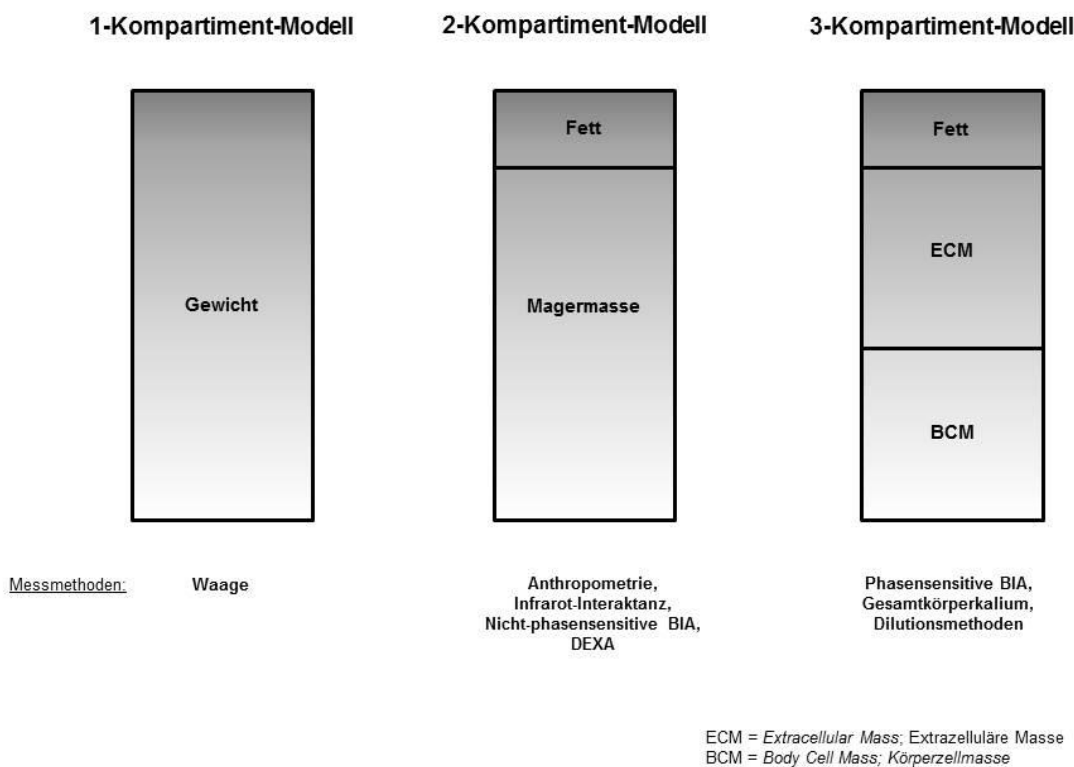 1-Kompartiment-Modell
2-Kompartiment-Modell
3-Kompartiment-Modell
Gewicht
Fett
Magermasse
Fett
ECM
BCM
Messmethoden:
Waage
Anthropometrie,
Infrarot-Interaktanz,
Nicht-phasensensitive BIA,
DEXA
Phasensensitive BIA,
Gesamtkörperkalium,
Dilutionsmethoden
ECM = Extracellular Mass; Extrazelluläre Masse
BCM = Body Cell Mass; Körperzellmasse